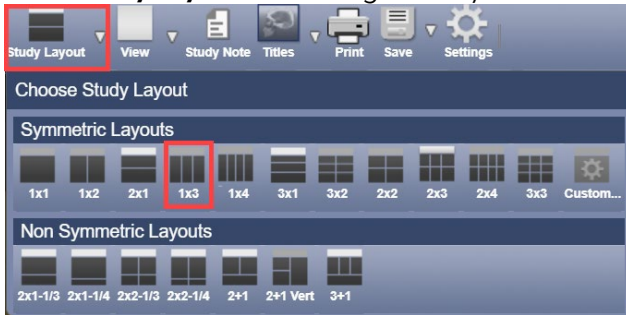 Study Layout View Study Note Titles Print Save Settings
Choose Study Layout
Symmetric Layouts
1x1 1x2 2x1 1x3 1x4 3x1 3x2 2x2 2x3 2x4 3x3 Custom...
Non Symmetric Layouts
2x1-1/3 2x1-1/4 2x2-1/3 2x2-1/4 2+1 2+1 Vert 3+1